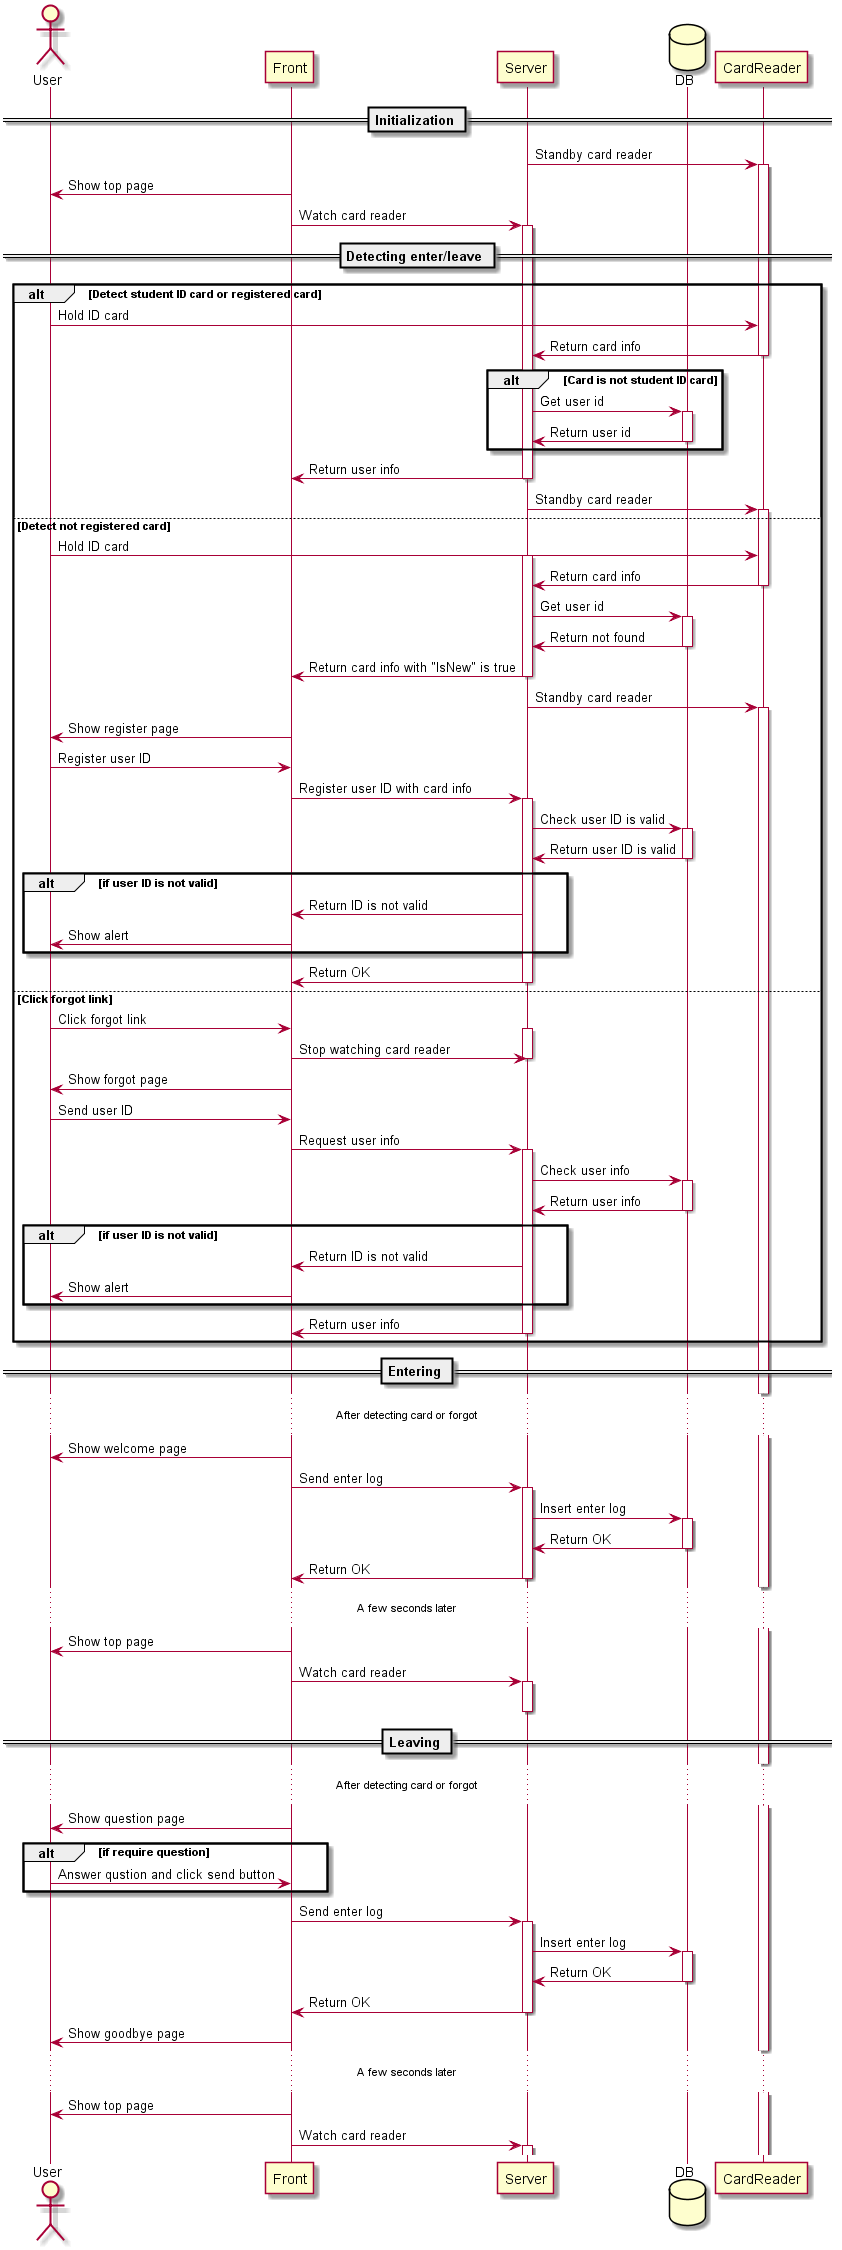 User
Front
Server
DB
CardReader
Initialization
Standby card reader
Show top page
Watch card reader
Detecting enter/leave
alt [Detect student ID card or registered card]
Hold ID card
Return card info
alt [Card is not student ID card]
Get user id
Return user id
Return user info
Standby card reader
[Detect not registered card]
Hold ID card
Return card info
Get user id
Return not found
Return card info with "IsNew" is true
Standby card reader
Show register page
Register user ID
Register user ID with card info
Check user ID is valid
Return user ID is valid
alt [if user ID is not valid]
Return ID is not valid
Show alert
Return OK
[Click forgot link]
Click forgot link
Stop watching card reader
Show forgot page
Send user ID
Request user info
Check user info
Return user info
alt [if user ID is not valid]
Return ID is not valid
Show alert
Return user info
Entering
After detecting card or forgot
Show welcome page
Send enter log
Insert enter log
Return OK
Return OK
A few seconds later
Show top page
Watch card reader
Leaving
After detecting card or forgot
Show question page
alt [if require question]
Answer qustion and click send button
Send enter log
Insert enter log
Return OK
Return OK
Show goodbye page
A few seconds later
Show top page
Watch card reader
User
Front
Server
DB
CardReader